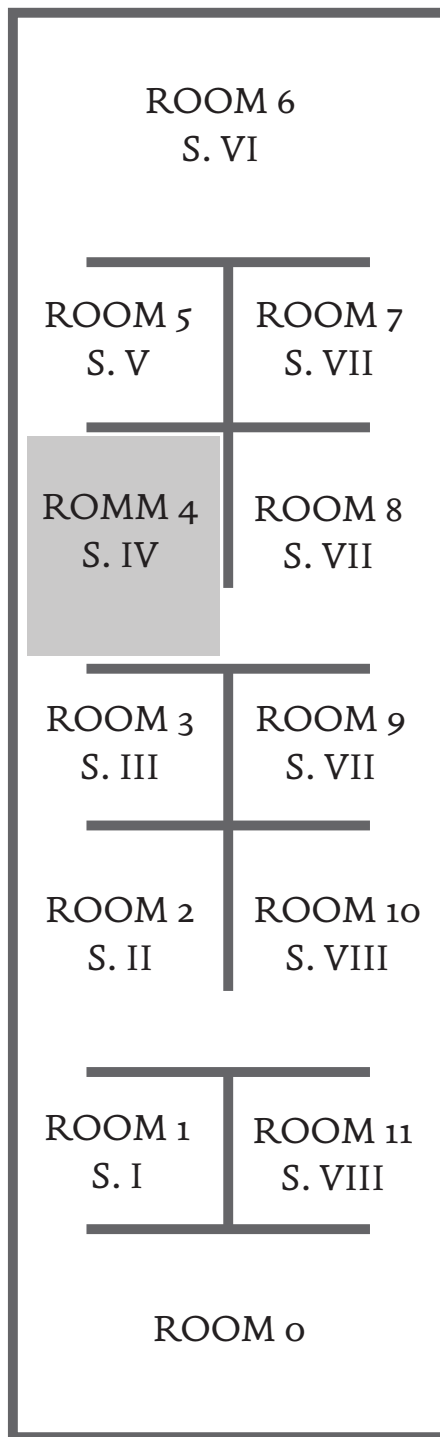 ROOM 6
S. VI
ROOM 5
S. V
ROOM 7
S. VII
ROMM 4
S. IV
ROOM 8
S. VII
ROOM 3
S. III
ROOM 9
S. VII
ROOM 2
S. II
ROOM 10
S. VIII
ROOM 1
S. I
ROOM 11
S. VIII
ROOM 0